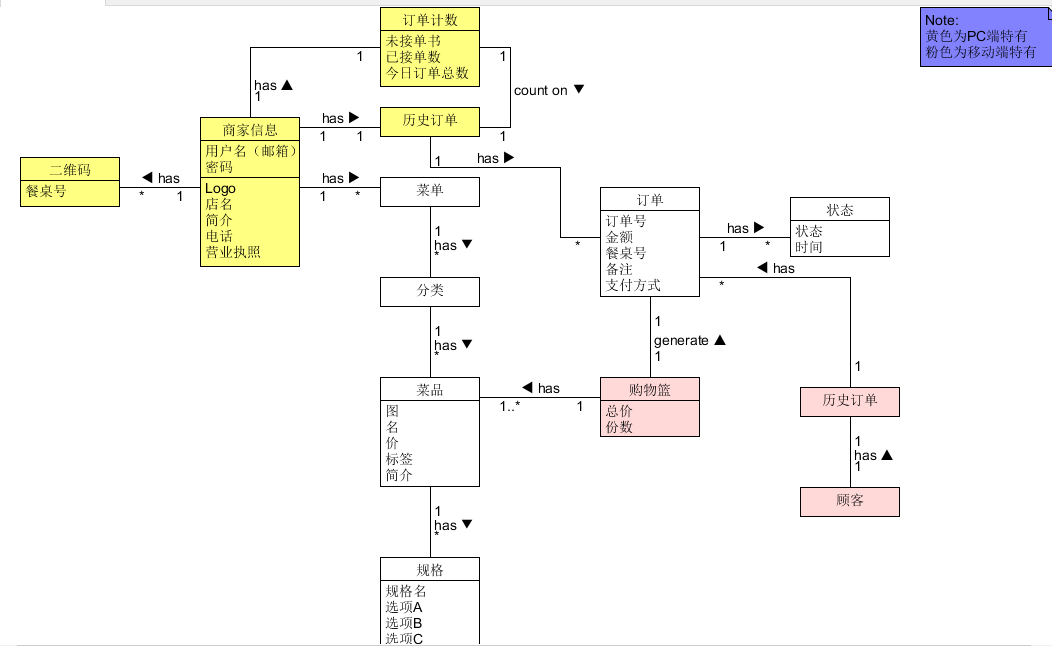 订单计数
未接单书
已接单数
今日订单总数
Note:
黄色为PC端特有
粉色为移动端特有
1
1
has ▲
1
count on ▼
商家信息
用户名（邮箱）
密码
Logo
店名
简介
电话
营业执照
has ▶
1
1
历史订单
1
1
has ▶
*
二维码
餐桌号
◀ has
*
1
has ▶
1
*
菜单
订单
订单号
金额
餐桌号
备注
支付方式
has ▶
1
*
状态
状态
时间
1
has ▼
*
◀ has
*
1
分类
1
has ▼
*
1
generate ▲
1
菜品
图
名
价
标签
简介
◀ has
1..*
1
购物篮
总价
份数
历史订单
1
has ▲
1
顾客
1
has ▼
*
规格
规格名
选项A
选项B
选项C